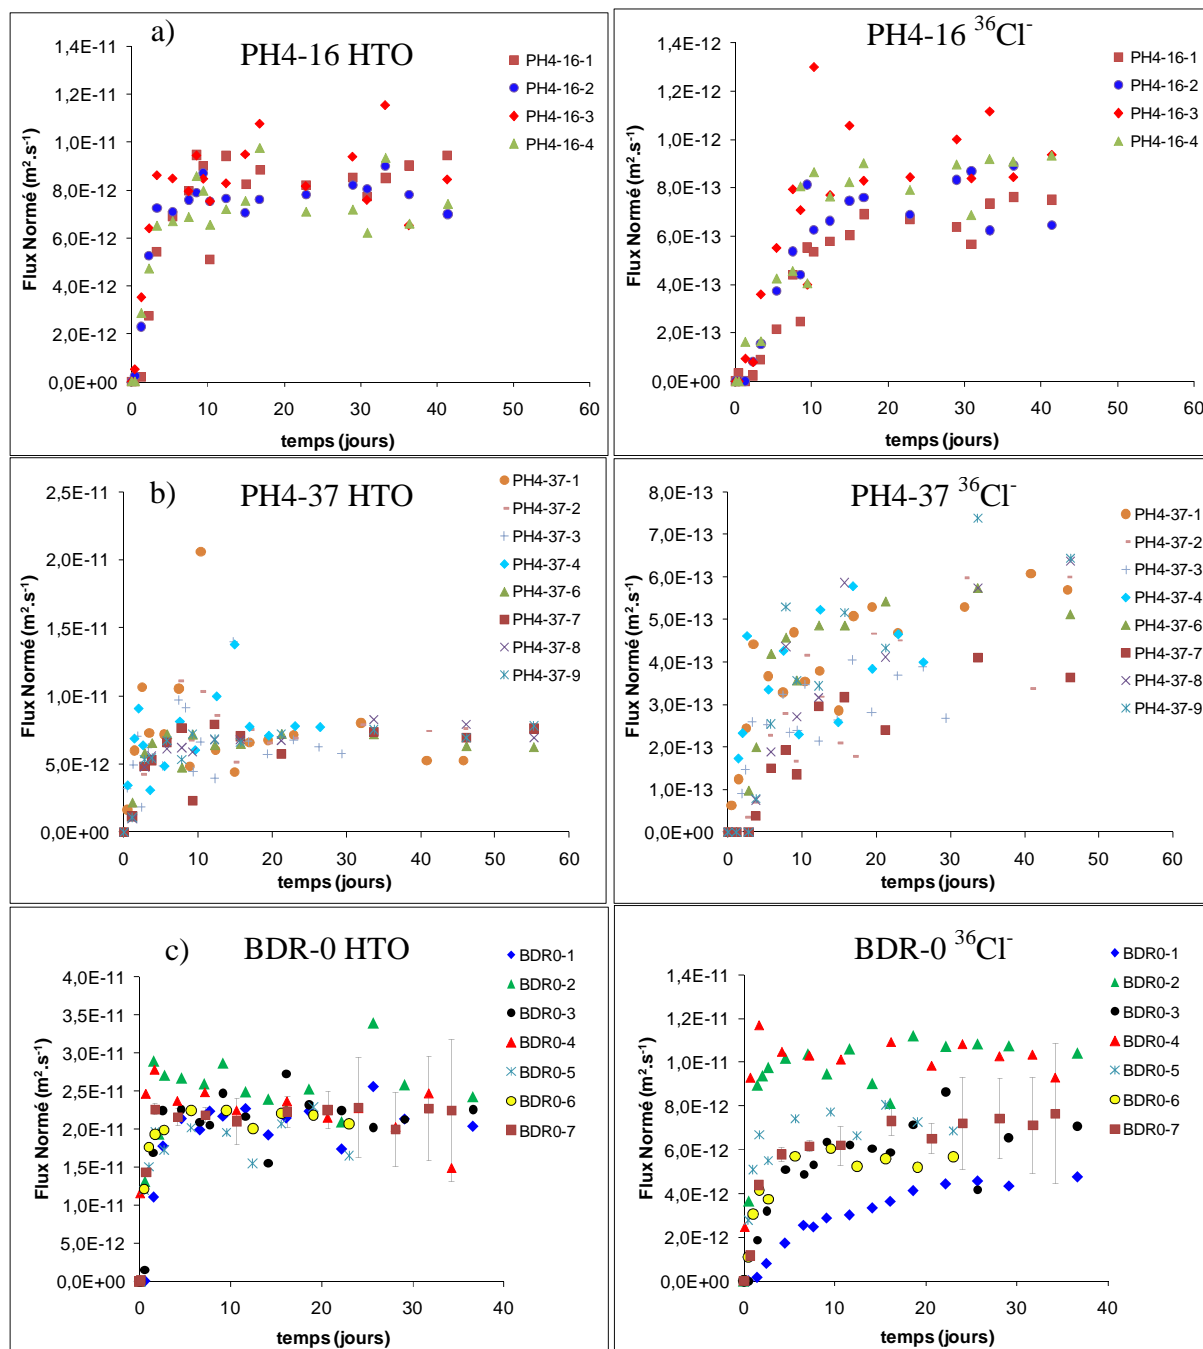 a)
PH4-16 HTO
1,4E-11
1,2E-11
1,0E-11
8,0E-12
6,0E-12
4,0E-12
2,0E-12
0,0E+00
Flux Normé (m².s⁻¹)
0 10 20 30 40 50 60
temps (jours)
PH4-16-1
PH4-16-2
PH4-16-3
PH4-16-4
PH4-16 ³⁶Cl⁻
1,4E-12
1,2E-12
1,0E-12
8,0E-13
6,0E-13
4,0E-13
2,0E-13
0,0E+00
Flux Normé (m².s⁻¹)
0 10 20 30 40 50 60
temps (jours)
PH4-16-1
PH4-16-2
PH4-16-3
PH4-16-4
b)
PH4-37 HTO
2,5E-11
2,0E-11
1,5E-11
1,0E-11
5,0E-12
0,0E+00
Flux Normé (m².s⁻¹)
0 10 20 30 40 50 60
temps (jours)
PH4-37-1
PH4-37-2
PH4-37-3
PH4-37-4
PH4-37-6
PH4-37-7
PH4-37-8
PH4-37-9
PH4-37 ³⁶Cl⁻
8,0E-13
7,0E-13
6,0E-13
5,0E-13
4,0E-13
3,0E-13
2,0E-13
1,0E-13
0,0E+00
Flux Normé (m².s⁻¹)
0 10 20 30 40 50 60
temps (jours)
PH4-37-1
PH4-37-2
PH4-37-3
PH4-37-4
PH4-37-6
PH4-37-7
PH4-37-8
PH4-37-9
c)
BDR-0 HTO
4,0E-11
3,5E-11
3,0E-11
2,5E-11
2,0E-11
1,5E-11
1,0E-11
5,0E-12
0,0E+00
Flux Normé (m².s⁻¹)
0 10 20 30 40
temps (jours)
BDR0-1
BDR0-2
BDR0-3
BDR0-4
BDR0-5
BDR0-6
BDR0-7
BDR-0 ³⁶Cl⁻
1,4E-11
1,2E-11
1,0E-11
8,0E-12
6,0E-12
4,0E-12
2,0E-12
0,0E+00
Flux Normé (m².s⁻¹)
0 10 20 30 40
temps (jours)
BDR0-1
BDR0-2
BDR0-3
BDR0-4
BDR0-5
BDR0-6
BDR0-7